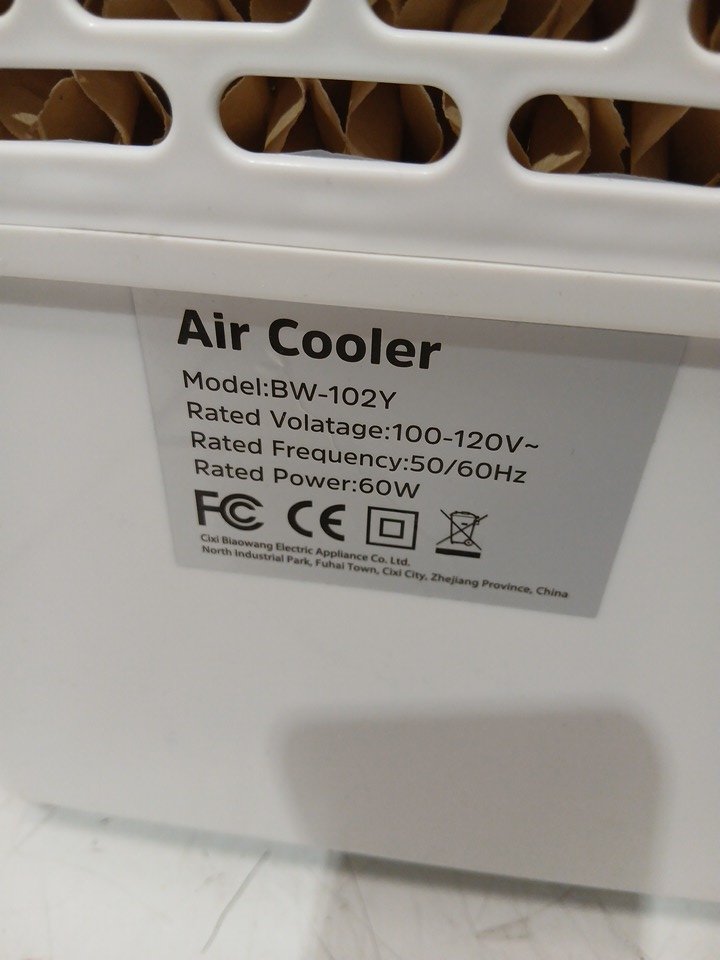 Air Cooler
Model:BW-102Y
Rated Volatage:100-120V~
Rated Frequency:50/60Hz
Rated Power:60W
FC CE
Cixi Biaowang Electric Appliance Co. Ltd.
North Industrial Park, Fuhai Town, Cixi City, Zhejiang Province, China